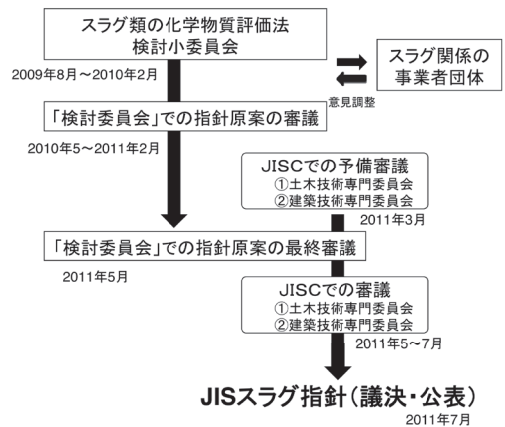 スラグ類の化学物質評価法
検討小委員会
2009年8月～2010年2月
スラグ関係の
事業者団体
意見調整
「検討委員会」での指針原案の審議
2010年5～2011年2月
JISCでの予備審議
①土木技術専門委員会
②建築技術専門委員会
2011年3月
「検討委員会」での指針原案の最終審議
2011年5月
JISCでの審議
①土木技術専門委員会
②建築技術専門委員会
2011年5～7月
JISスラグ指針（議決・公表）
2011年7月